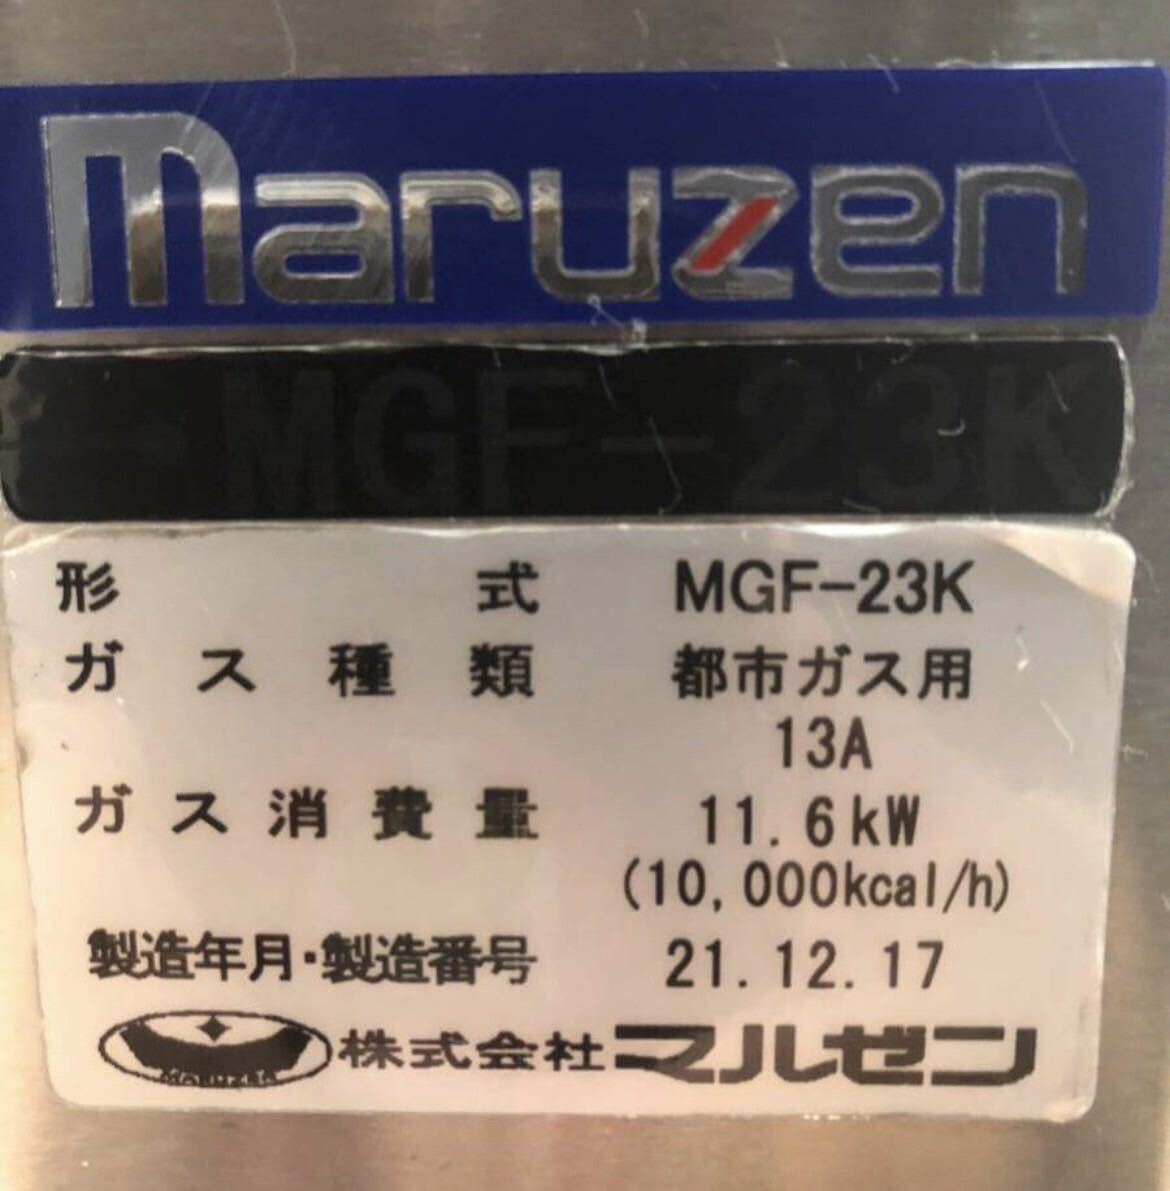 maruzen
MGF-23K
形式 MGF-23K
ガス種類 都市ガス用
13A
ガス消費量 11.6kW
(10,000kcal/h)
製造年月・製造番号 21.12.17
MARUZEN 株式会社マルゼン